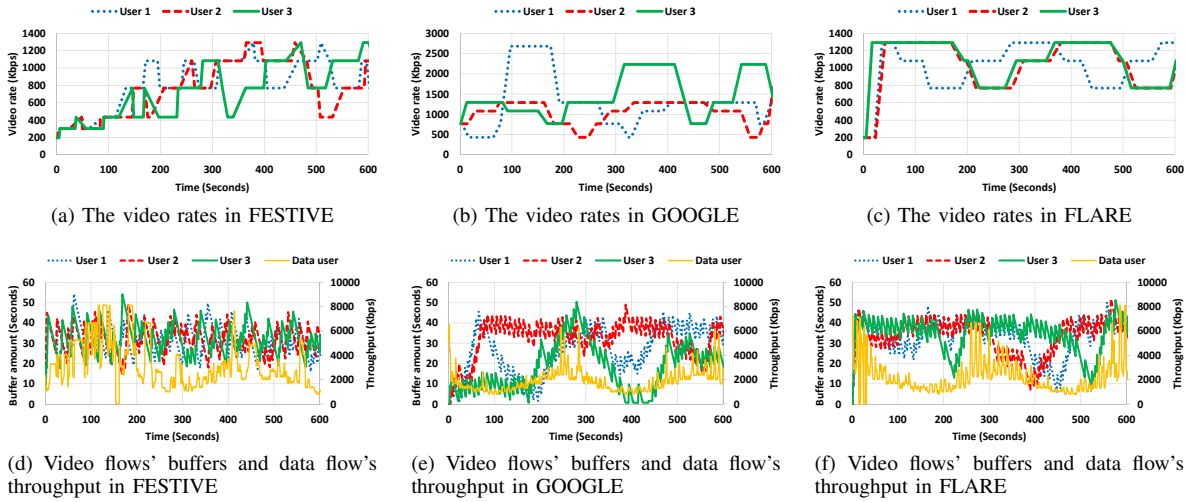 User 1 User 2 User 3
1400
1200
1000
800
600
400
200
0
Video rate (Kbps)
0 100 200 300 400 500 600
Time (Seconds)
(a) The video rates in FESTIVE
User 1 User 2 User 3
3000
2500
2000
1500
1000
500
0
Video rate (Kbps)
0 100 200 300 400 500 600
Time (Seconds)
(b) The video rates in GOOGLE
User 1 User 2 User 3
1400
1200
1000
800
600
400
200
0
Video rate (Kbps)
0 100 200 300 400 500 600
Time (Seconds)
(c) The video rates in FLARE
User 1 User 2 User 3 Data user
60
50
40
30
20
10
0
Buffer amount (Seconds)
10000
8000
6000
4000
2000
0
Throughput (Kbps)
0 100 200 300 400 500 600
Time (Seconds)
(d) Video flows' buffers and data flow's
throughput in FESTIVE
User 1 User 2 User 3 Data user
60
50
40
30
20
10
0
Buffer amount (Seconds)
10000
8000
6000
4000
2000
0
Throughput (Kbps)
0 100 200 300 400 500 600
Time (Seconds)
(e) Video flows' buffers and data flow's
throughput in GOOGLE
User 1 User 2 User 3 Data user
60
50
40
30
20
10
0
Buffer amount (Seconds)
10000
8000
6000
4000
2000
0
Throughput (Kbps)
0 100 200 300 400 500 600
Time (Seconds)
(f) Video flows' buffers and data flow's
throughput in FLARE